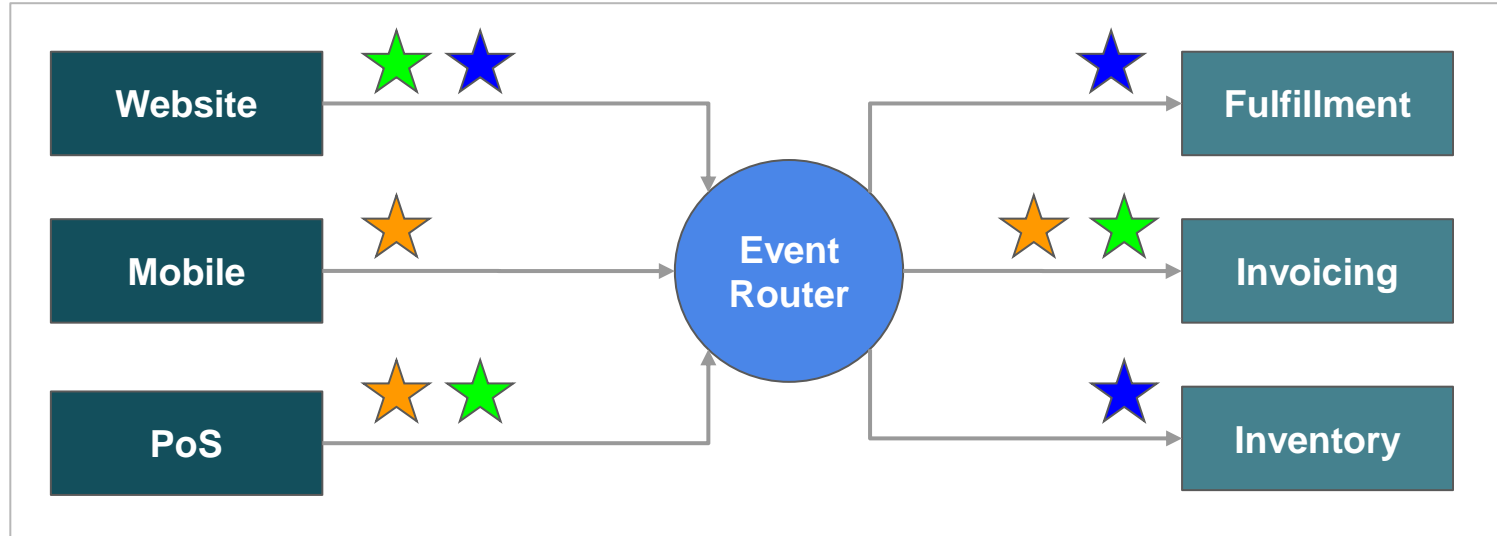 Website
Fulfillment
Mobile
Event
Router
Invoicing
PoS
Inventory